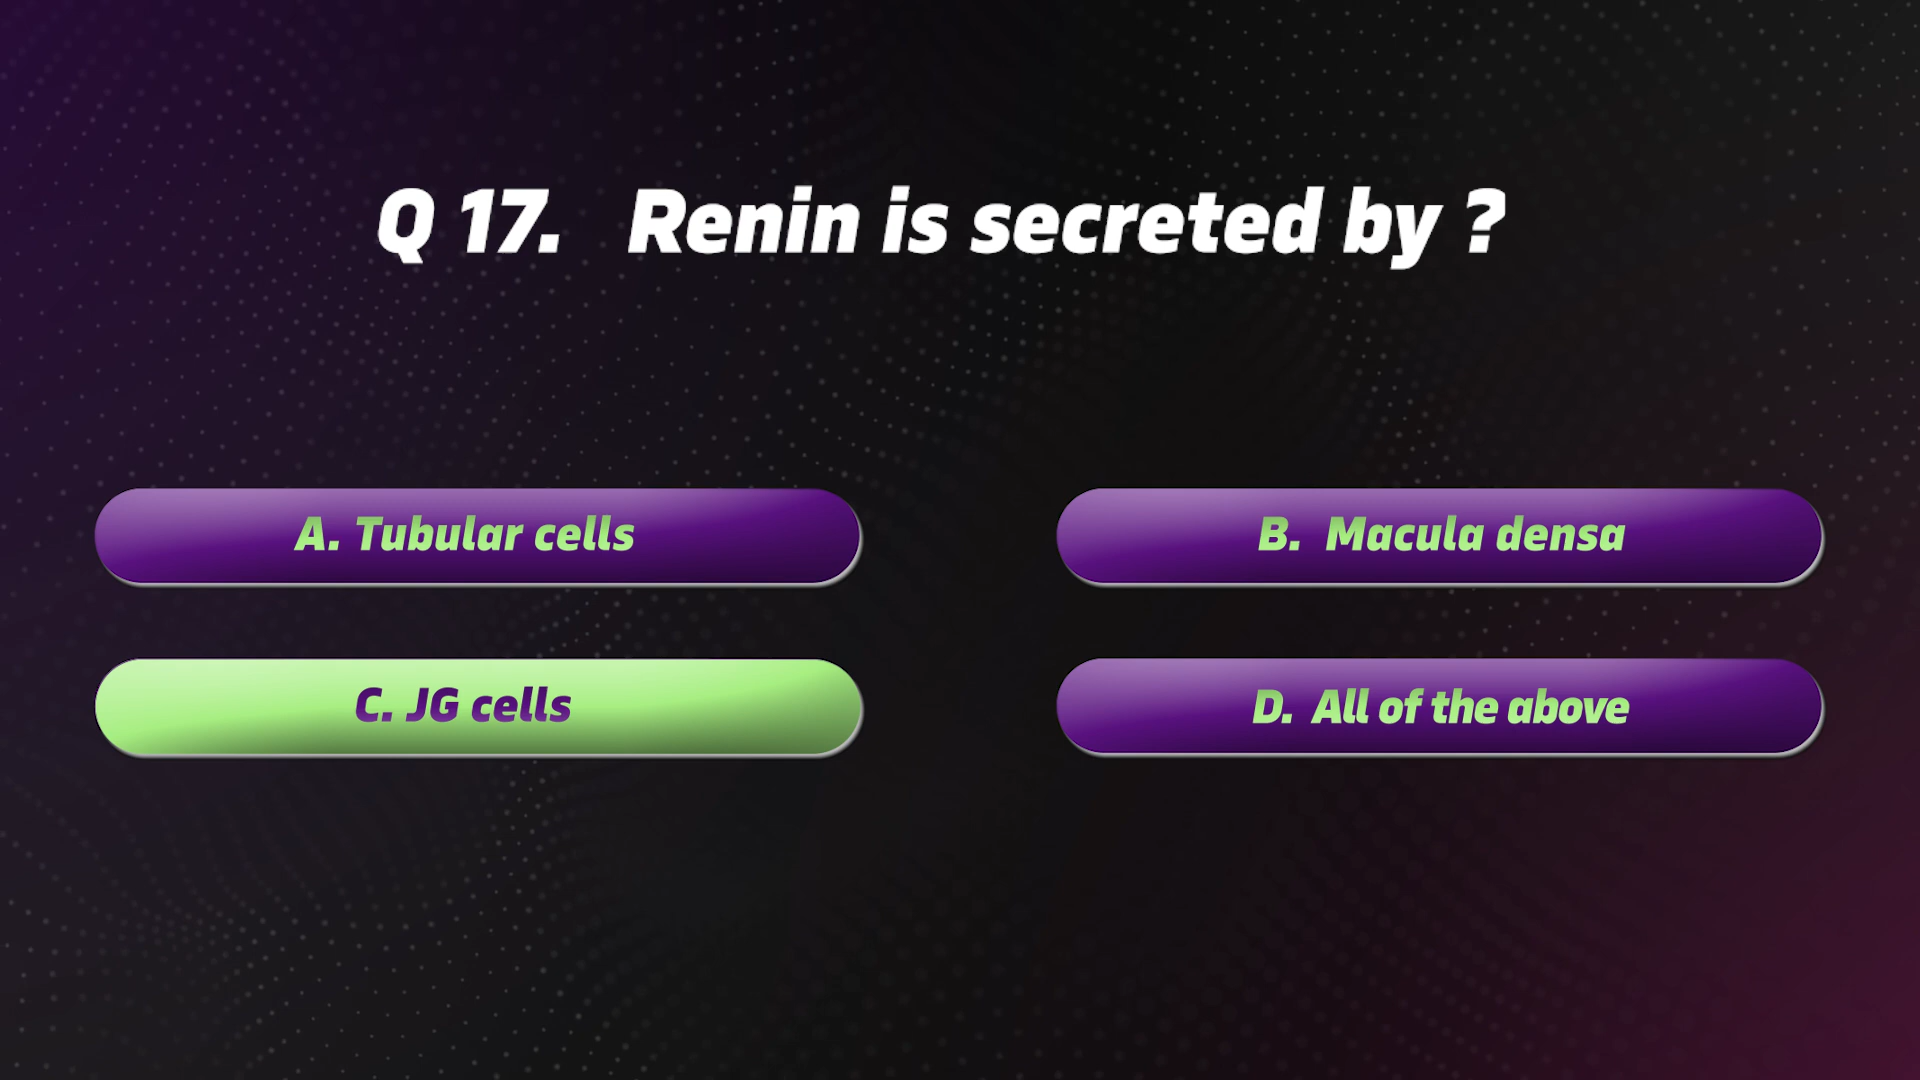 Q 17. Renin is secreted by ?
A. Tubular cells
B. Macula densa
C. JG cells
D. All of the above